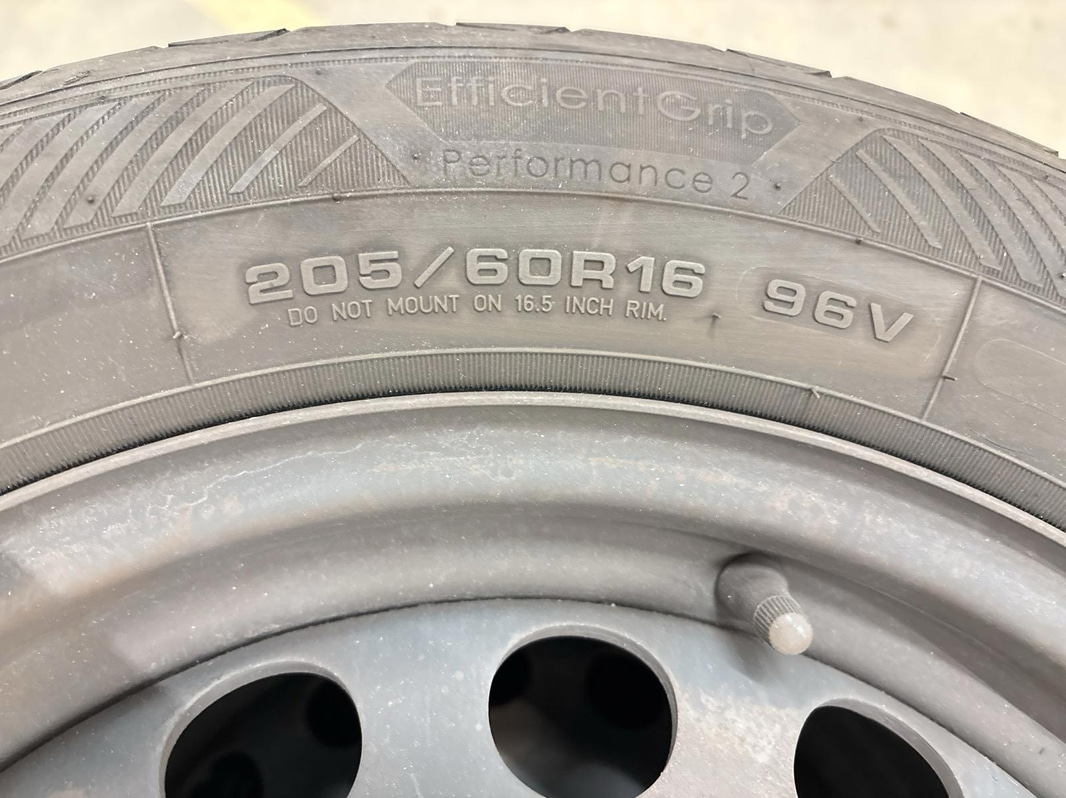 EfficientGrip
Performance 2
205/60R16 96V
DO NOT MOUNT ON 16.5 INCH RIM.